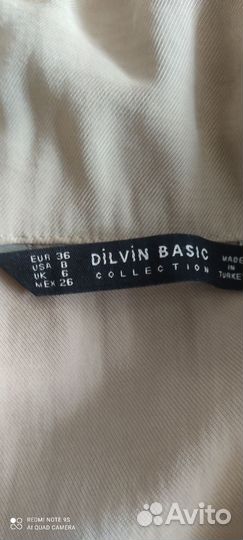 EUR 36
USA 8
UK 6
MEX 26
DiLViN BASIC
COLLECTION
MADE IN TURKEY
REDMI NOTE 9S
AI QUAD CAMERA
Avito